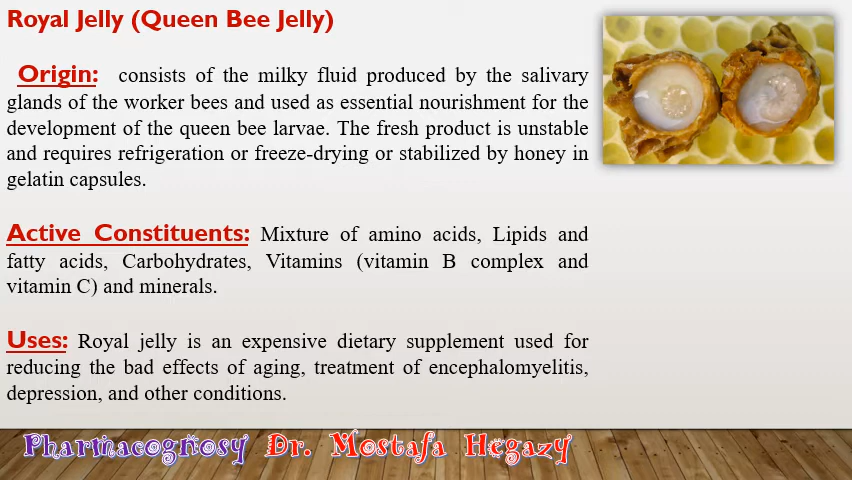 Royal Jelly (Queen Bee Jelly)
Origin: consists of the milky fluid produced by the salivary
glands of the worker bees and used as essential nourishment for the
development of the queen bee larvae. The fresh product is unstable
and requires refrigeration or freeze-drying or stabilized by honey in
gelatin capsules.
Active Constituents: Mixture of amino acids, Lipids and
fatty acids, Carbohydrates, Vitamins (vitamin B complex and
vitamin C) and minerals.
Uses: Royal jelly is an expensive dietary supplement used for
reducing the bad effects of aging, treatment of encephalomyelitis,
depression, and other conditions.
Pharmacognosy Dr. Mostafa Hegazy